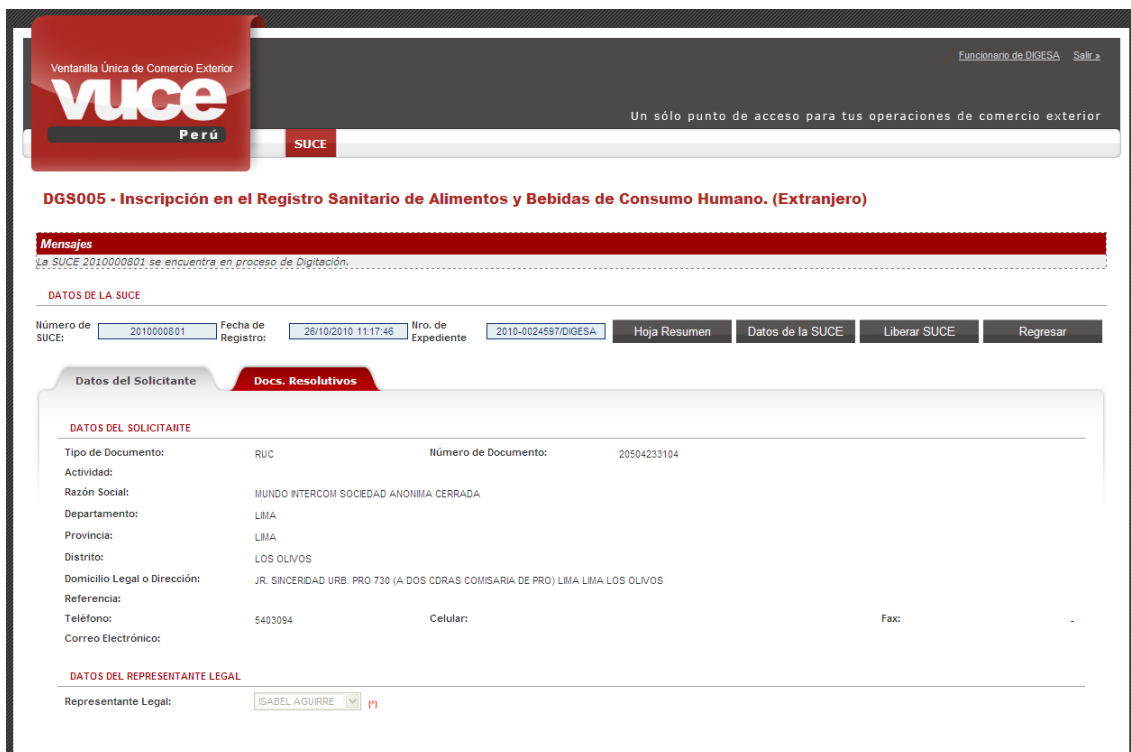 Funcionario de DIGESA Salir »
Ventanilla Única de Comercio Exterior
vuce
Perú
Un sólo punto de acceso para tus operaciones de comercio exterior
SUCE
DGS005 - Inscripción en el Registro Sanitario de Alimentos y Bebidas de Consumo Humano. (Extranjero)
Mensajes
La SUCE 2010000801 se encuentra en proceso de Digitación.
DATOS DE LA SUCE
Número de SUCE: 2010000801 Fecha de Registro: 26/10/2010 11:17:46 Nro. de Expediente 2010-0024597/DIGESA Hoja Resumen Datos de la SUCE Liberar SUCE Regresar
Datos del Solicitante Docs. Resolutivos
DATOS DEL SOLICITANTE
Tipo de Documento: RUC Número de Documento: 20504233104
Actividad:
Razón Social: MUNDO INTERCOM SOCIEDAD ANONIMA CERRADA
Departamento: LIMA
Provincia: LIMA
Distrito: LOS OLIVOS
Domicilio Legal o Dirección: JR. SINCERIDAD URB. PRO 730 (A DOS CDRAS COMISARIA DE PRO) LIMA LIMA LOS OLIVOS
Referencia:
Teléfono: 5403094 Celular: Fax: -
Correo Electrónico:
DATOS DEL REPRESENTANTE LEGAL
Representante Legal: ISABEL AGUIRRE (*)